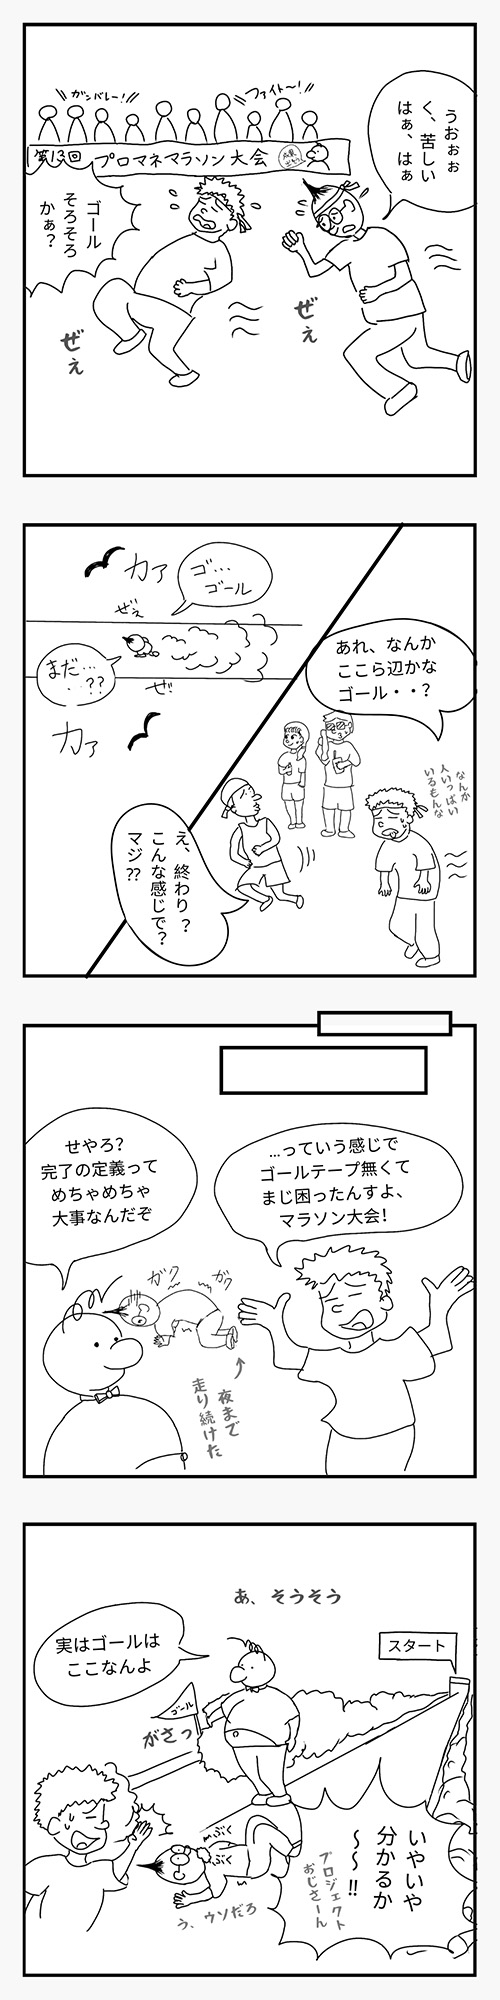 ガンバレー!
ファイト〜!
第13回 プロマネマラソン大会
うおぉぉ
く、苦しい
はぁ、はぁ
ゴール
そろそろ
かぁ?
ぜぇ
ぜぇ
カァ
ゴ…
ゴール
ぜぇ
まだ…
‥??
ぜぇ
カァ
あれ、なんか
ここら辺かな
ゴール・・?
なんか
人いっぱい
いるもんな
え、終わり?
こんな感じで?
マジ??
…っていう感じで
ゴールテープ無くて
まじ困ったんすよ、
マラソン大会!
せやろ?
完了の定義って
めちゃめちゃ
大事なんだぞ
ガク
ガク
夜まで
走り続けた
あ、そうそう
実はゴールは
ここなんよ
スタート
ゴール
がさっ
いやいや
分かるか
〜〜!!
プロジェクト
おじさーん
ぶく
ぶく
う、ウソだろ